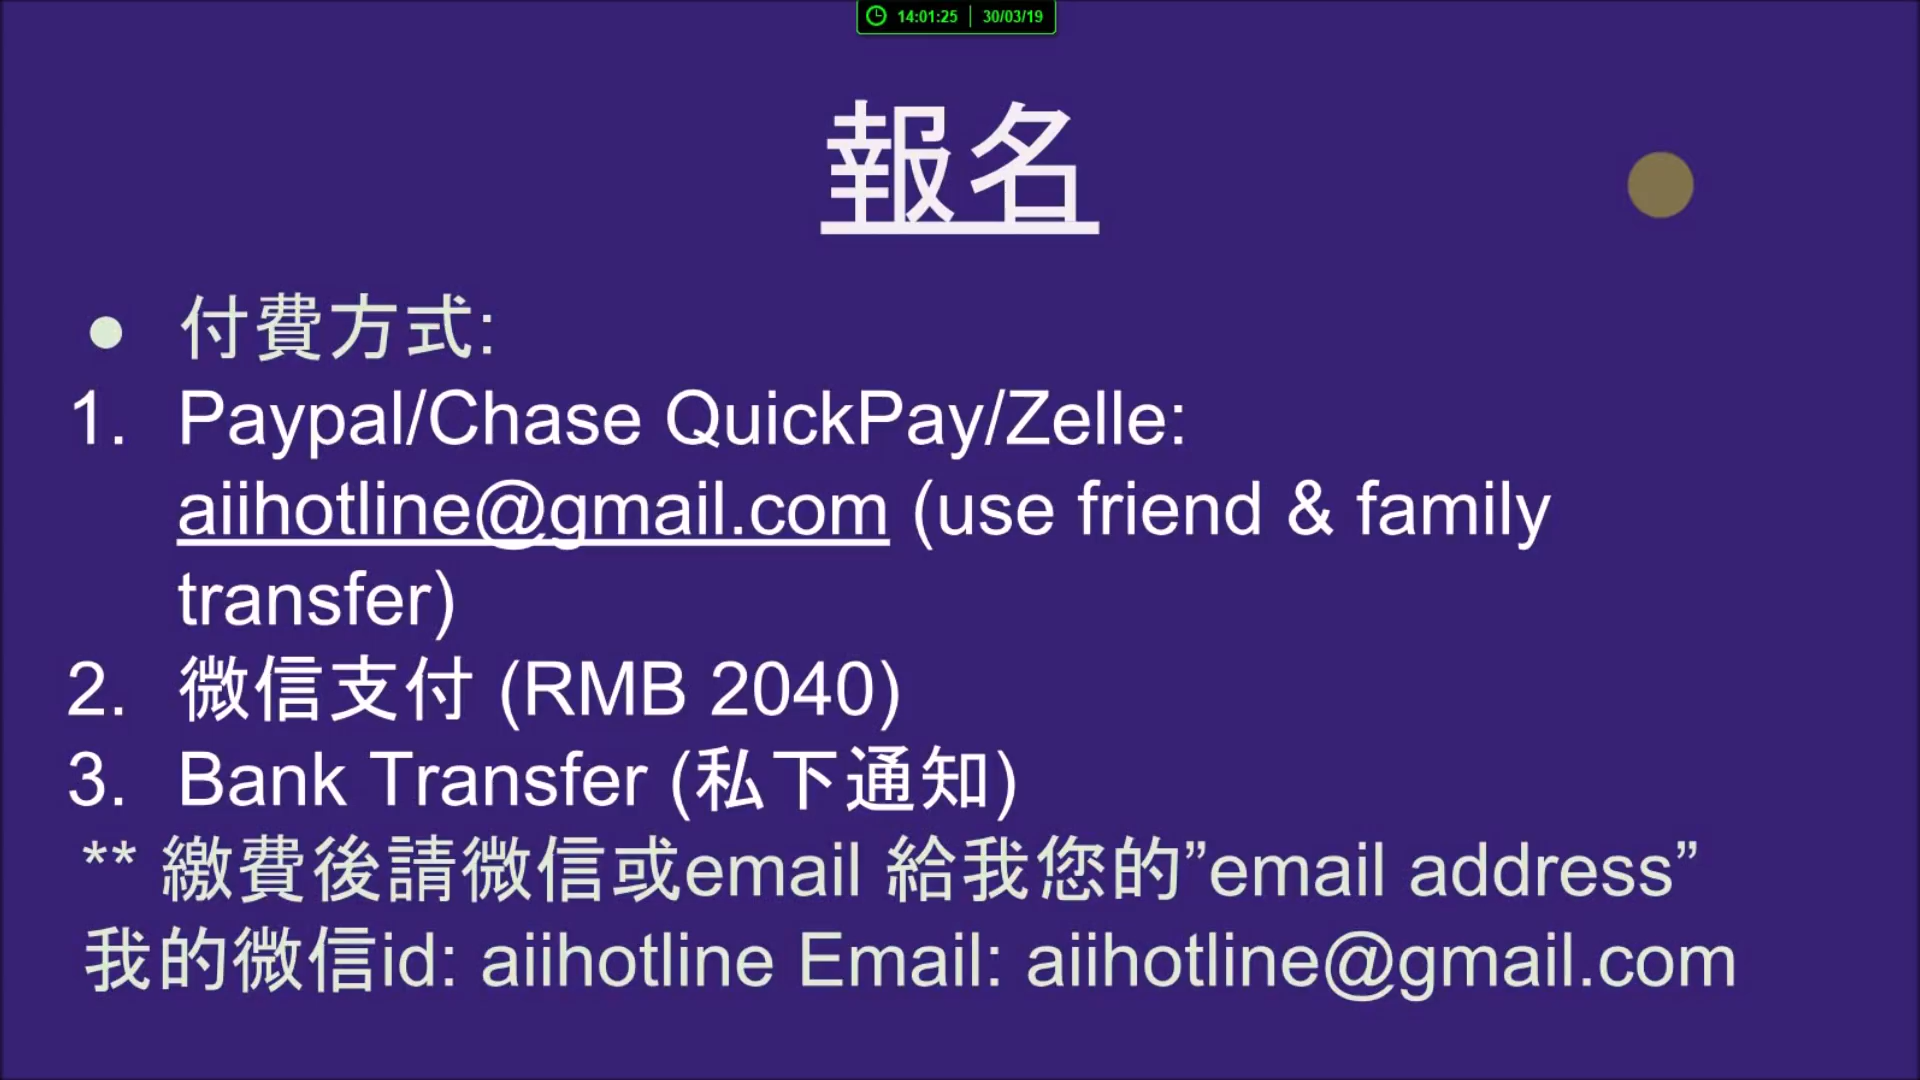 14:01:25 | 30/03/19
報名
● 付費方式:
1. Paypal/Chase QuickPay/Zelle:
aiihotline@gmail.com (use friend & family
transfer)
2. 微信支付 (RMB 2040)
3. Bank Transfer (私下通知)
** 繳費後請微信或email 給我您的”email address”
我的微信id: aiihotline Email: aiihotline@gmail.com